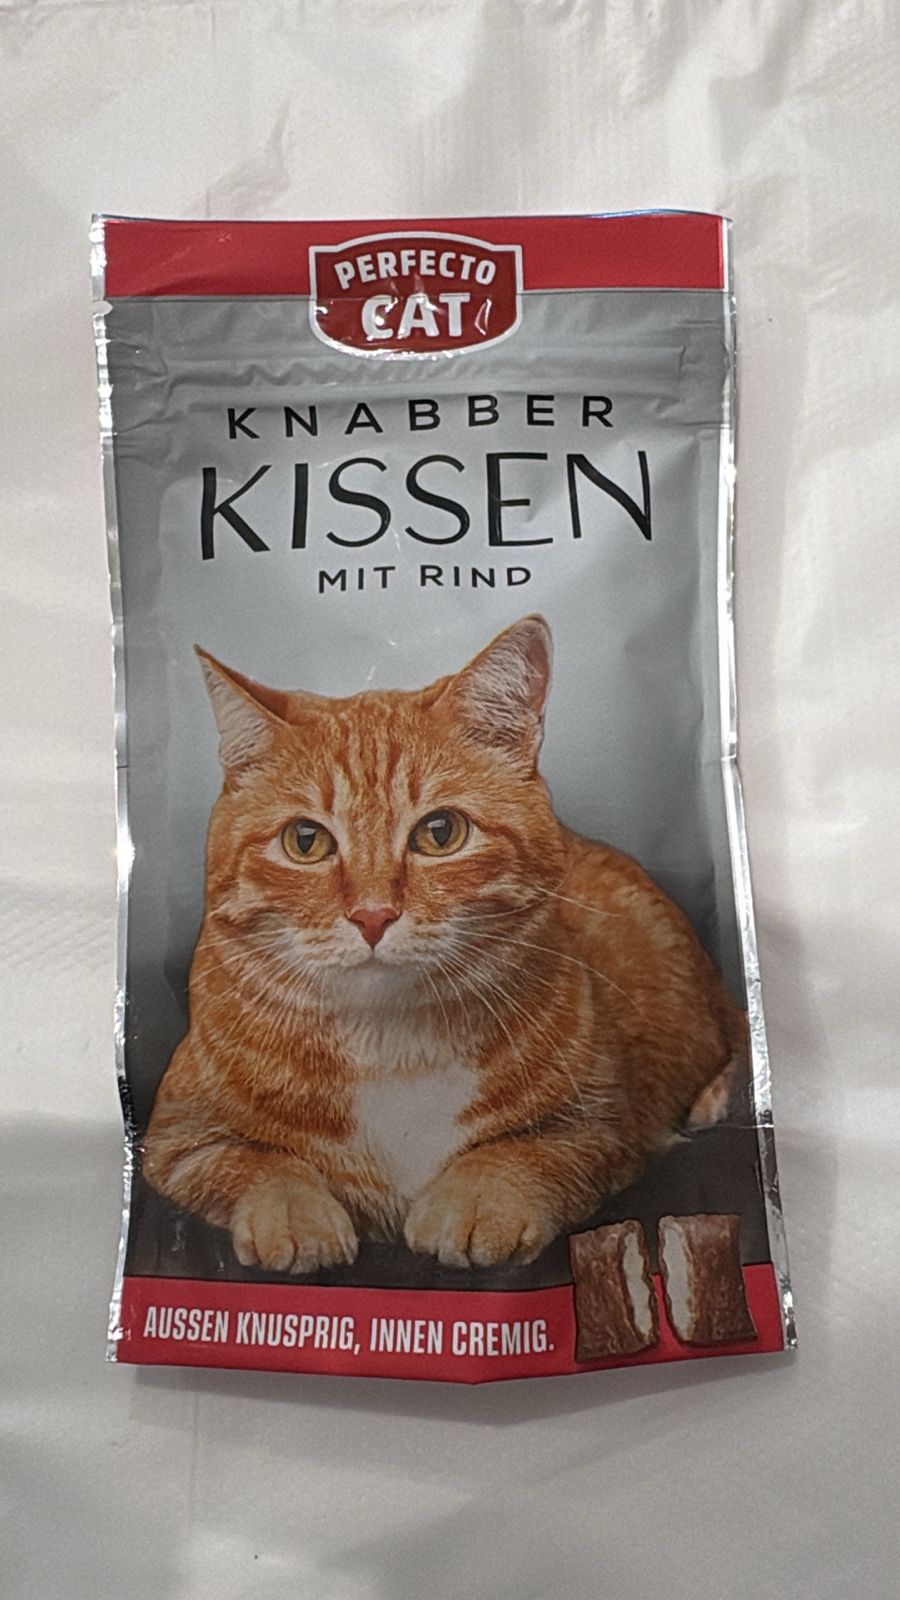 PERFECTO
CAT
KNABBER
KISSEN
MIT RIND
AUSSEN KNUSPRIG, INNEN CREMIG.